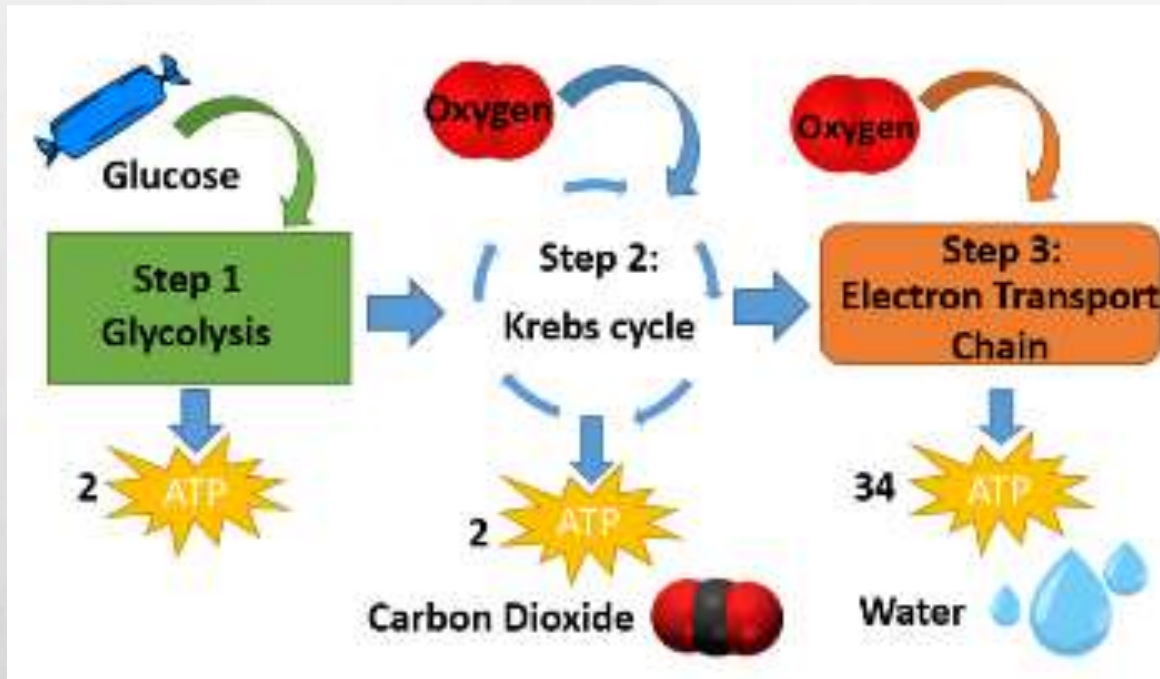 Glucose
Oxygen
Oxygen
Step 1
Glycolysis
Step 2:
Krebs cycle
Step 3:
Electron Transport
Chain
2
ATP
2
ATP
34
ATP
Carbon Dioxide
Water